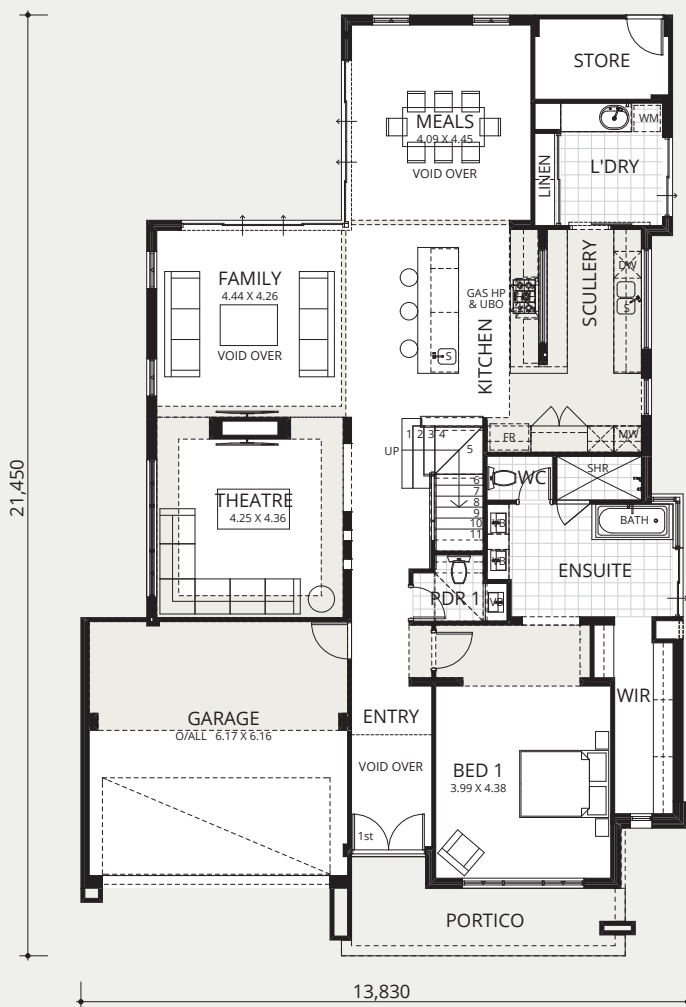 STORE
MEALS
4.09 X 4.45
VOID OVER
WM
LINEN
L'DRY
FAMILY
4.44 X 4.26
VOID OVER
GAS HP
& UBO
KITCHEN
S
SCULLERY
DW
S
UP
1 2 3 4
5
6
7
8
9
10
11
FR
MW
THEATRE
4.25 X 4.36
WC
SHR
VB
VB
BATH
ENSUITE
PDR 1
VB
21,450
GARAGE
O/ALL 6.17 X 6.16
ENTRY
VOID OVER
1st
BED 1
3.99 X 4.38
WIR
PORTICO
13,830